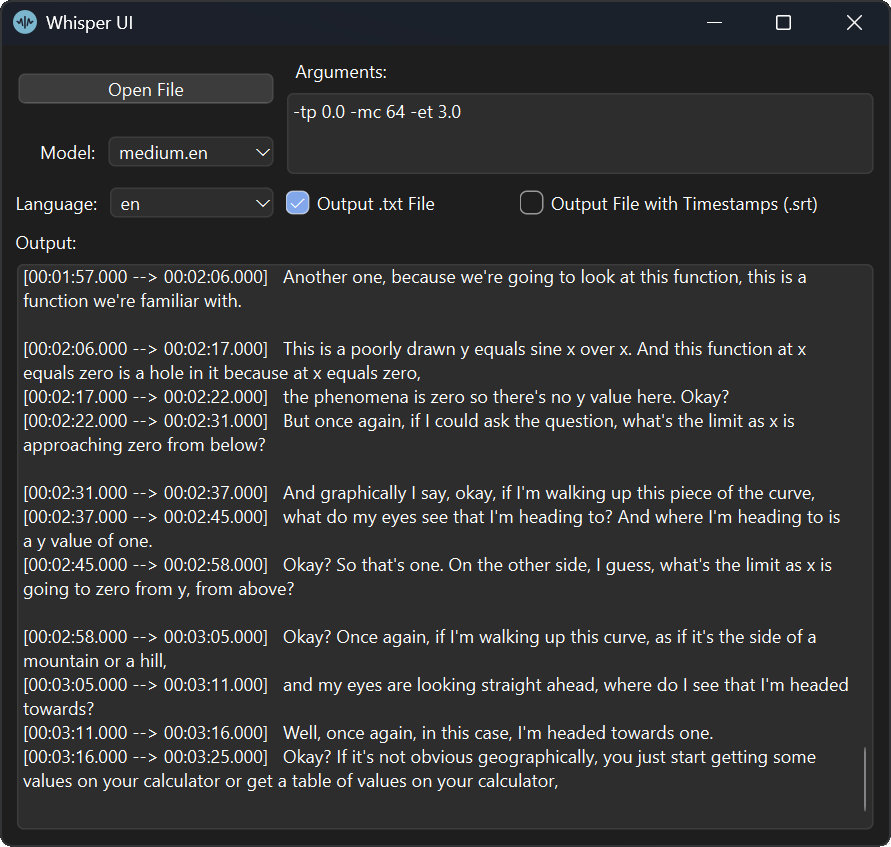 Whisper UI
Open File
Arguments:
-tp 0.0 -mc 64 -et 3.0
Model:
medium.en
Language:
en
Output .txt File
Output File with Timestamps (.srt)
Output:
[00:01:57.000 --> 00:02:06.000]   Another one, because we're going to look at this function, this is a
function we're familiar with.
[00:02:06.000 --> 00:02:17.000]   This is a poorly drawn y equals sine x over x. And this function at x
equals zero is a hole in it because at x equals zero,
[00:02:17.000 --> 00:02:22.000]   the phenomena is zero so there's no y value here. Okay?
[00:02:22.000 --> 00:02:31.000]   But once again, if I could ask the question, what's the limit as x is
approaching zero from below?
[00:02:31.000 --> 00:02:37.000]   And graphically I say, okay, if I'm walking up this piece of the curve,
[00:02:37.000 --> 00:02:45.000]   what do my eyes see that I'm heading to? And where I'm heading to is
a y value of one.
[00:02:45.000 --> 00:02:58.000]   Okay? So that's one. On the other side, I guess, what's the limit as x is
going to zero from y, from above?
[00:02:58.000 --> 00:03:05.000]   Okay? Once again, if I'm walking up this curve, as if it's the side of a
mountain or a hill,
[00:03:05.000 --> 00:03:11.000]   and my eyes are looking straight ahead, where do I see that I'm headed
towards?
[00:03:11.000 --> 00:03:16.000]   Well, once again, in this case, I'm headed towards one.
[00:03:16.000 --> 00:03:25.000]   Okay? If it's not obvious geographically, you just start getting some
values on your calculator or get a table of values on your calculator,